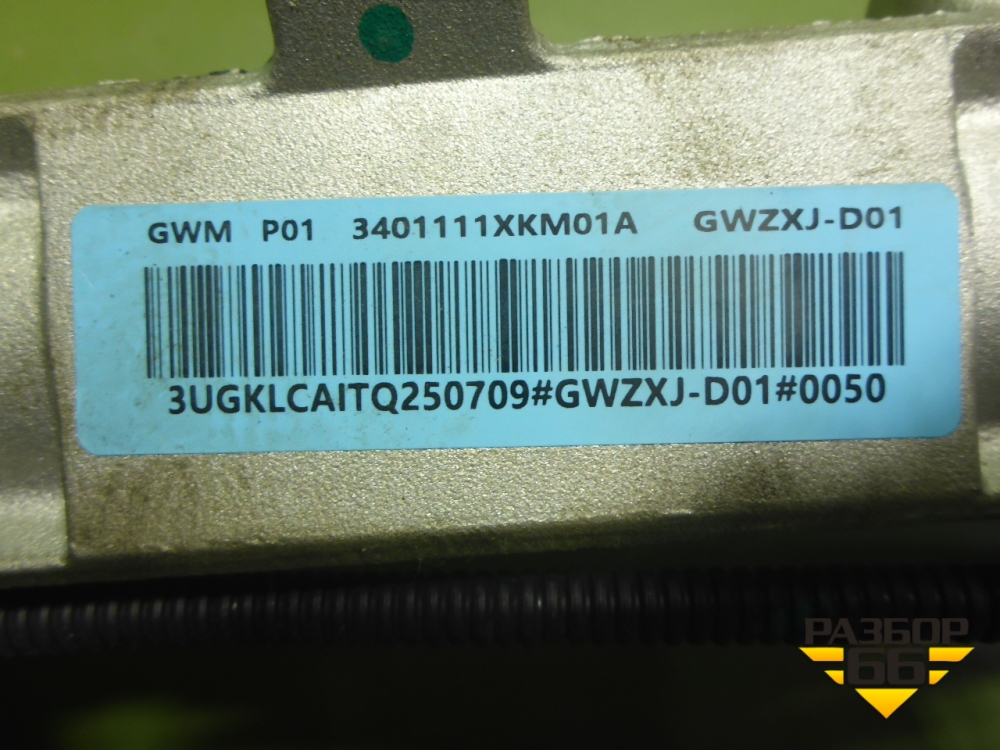 GWM P01 3401111XKM01A GWZXJ-D01
3UGKLCAITQ250709#GWZXJ-D01#0050
РАЗБОР
66